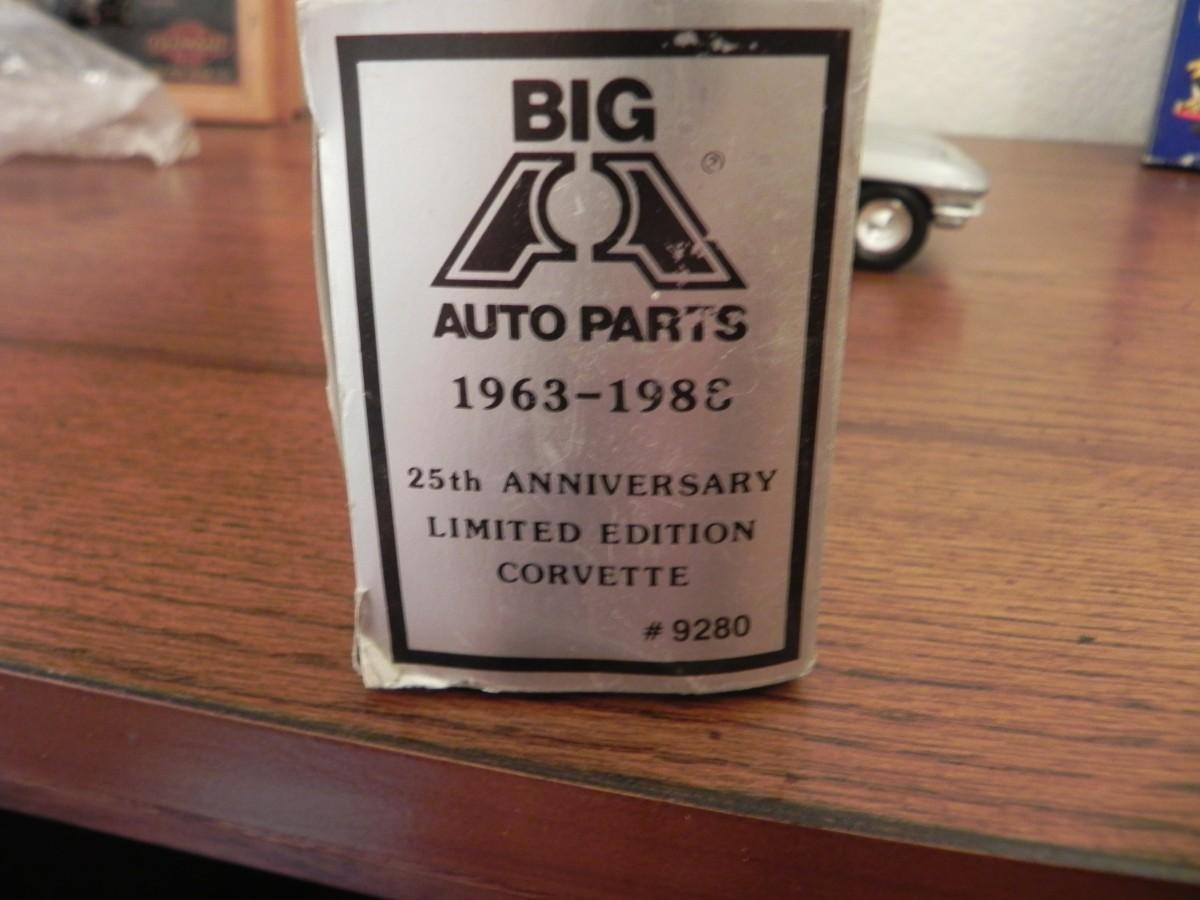 BIG
A
®
AUTO PARTS
1963-1988
25th ANNIVERSARY
LIMITED EDITION
CORVETTE
# 9280